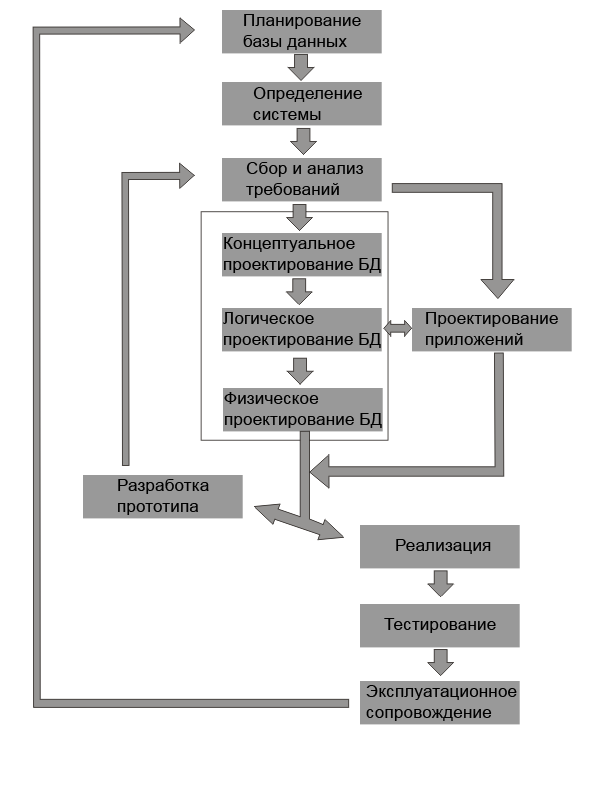 Планирование
базы данных
Определение
системы
Сбор и анализ
требований
Концептуальное
проектирование БД
Логическое
проектирование БД
Проектирование
приложений
Физическое
проектирование БД
Разработка
прототипа
Реализация
Тестирование
Эксплуатационное
сопровождение